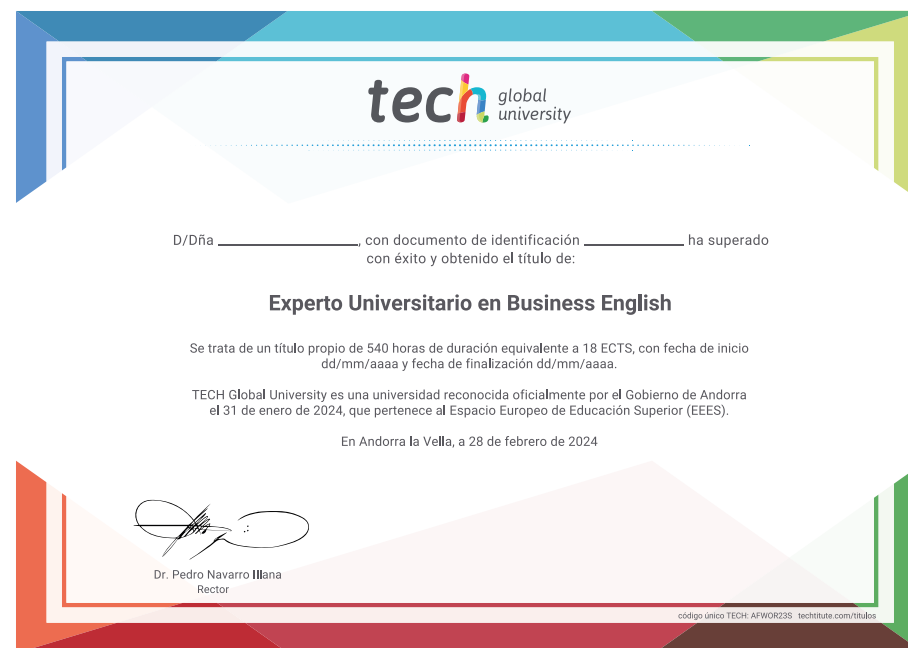 tech global university
D/Dña ____________________, con documento de identificación ______________ ha superado
con éxito y obtenido el título de:
Experto Universitario en Business English
Se trata de un título propio de 540 horas de duración equivalente a 18 ECTS, con fecha de inicio
dd/mm/aaaa y fecha de finalización dd/mm/aaaa.
TECH Global University es una universidad reconocida oficialmente por el Gobierno de Andorra
el 31 de enero de 2024, que pertenece al Espacio Europeo de Educación Superior (EEES).
En Andorra la Vella, a 28 de febrero de 2024
Dr. Pedro Navarro Illana
Rector
código único TECH: AFWOR23S techtitute.com/titulos